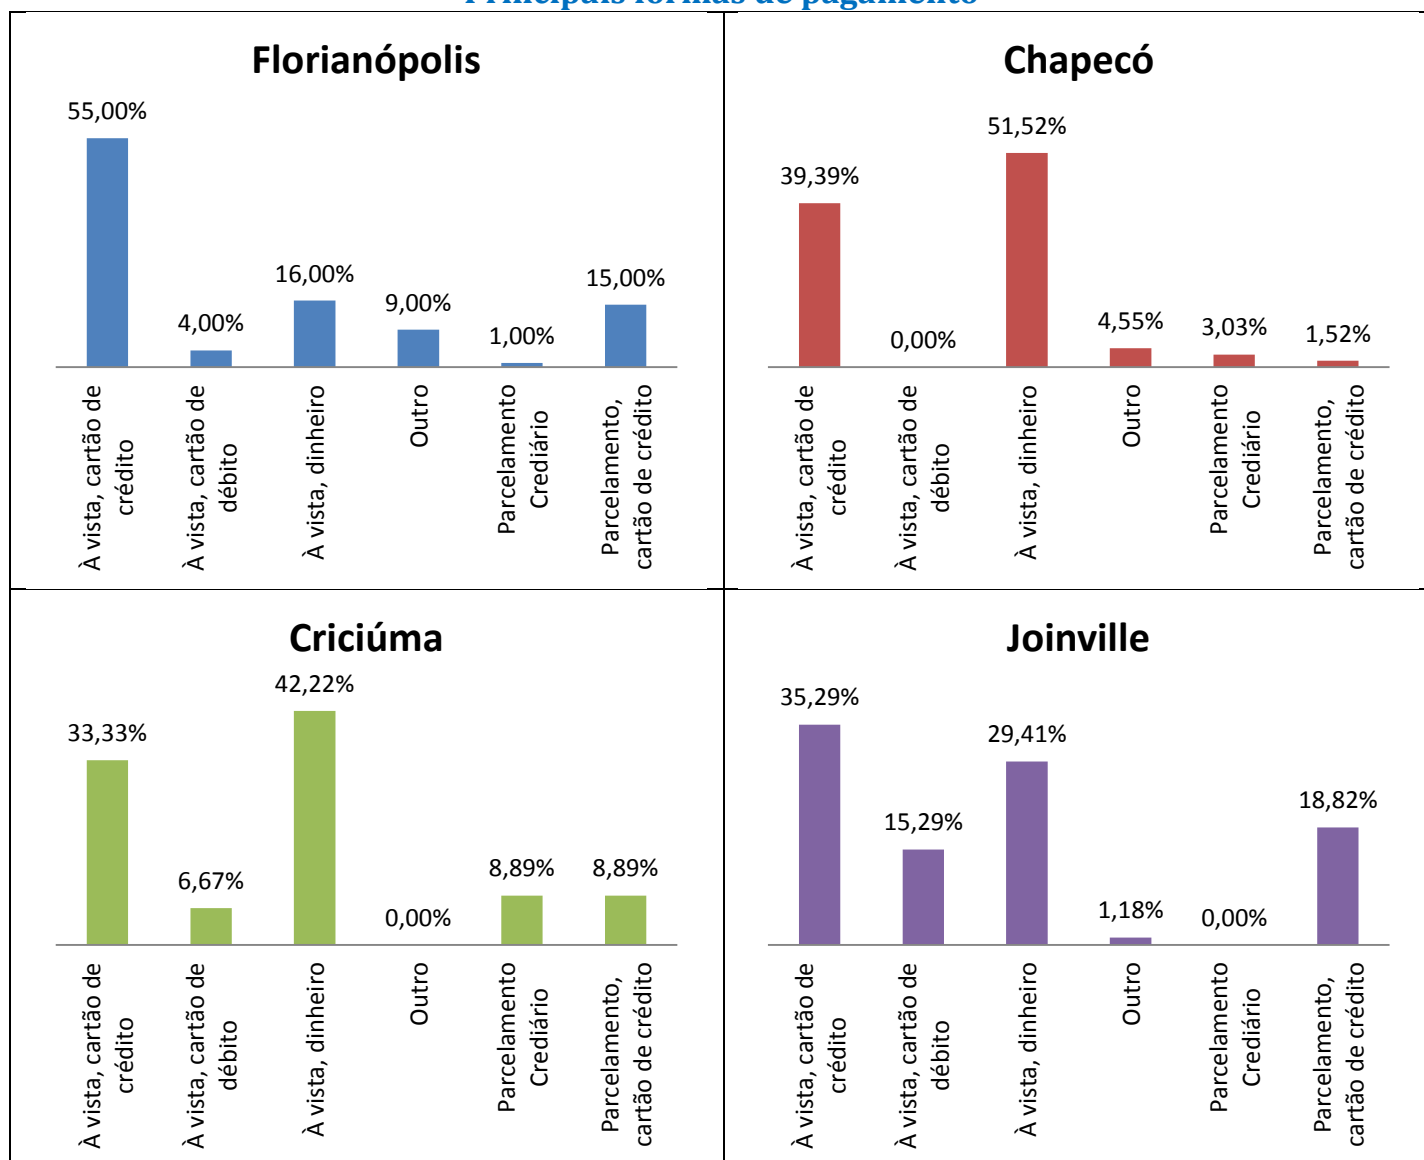 Principais formas de pagamento
Florianópolis
55,00%
4,00%
16,00%
9,00%
1,00%
15,00%
À vista, cartão de
crédito
À vista, cartão de
débito
À vista, dinheiro
Outro
Parcelamento
Crediário
Parcelamento,
cartão de crédito
Chapecó
39,39%
0,00%
51,52%
4,55%
3,03%
1,52%
À vista, cartão de
crédito
À vista, cartão de
débito
À vista, dinheiro
Outro
Parcelamento
Crediário
Parcelamento,
cartão de crédito
Criciúma
33,33%
6,67%
42,22%
0,00%
8,89%
8,89%
À vista, cartão de
crédito
À vista, cartão de
débito
À vista, dinheiro
Outro
Parcelamento
Crediário
Parcelamento,
cartão de crédito
Joinville
35,29%
15,29%
29,41%
1,18%
0,00%
18,82%
À vista, cartão de
crédito
À vista, cartão de
débito
À vista, dinheiro
Outro
Parcelamento
Crediário
Parcelamento,
cartão de crédito